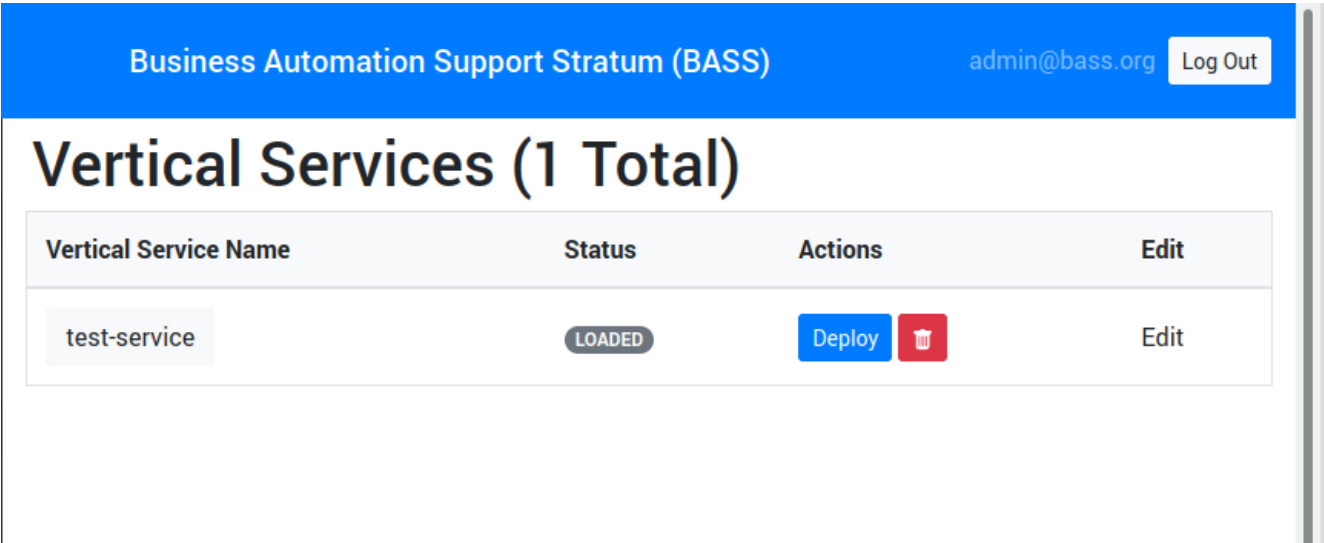 Business Automation Support Stratum (BASS) admin@bass.org Log Out
Vertical Services (1 Total)
Vertical Service Name Status Actions Edit
test-service LOADED Deploy Edit